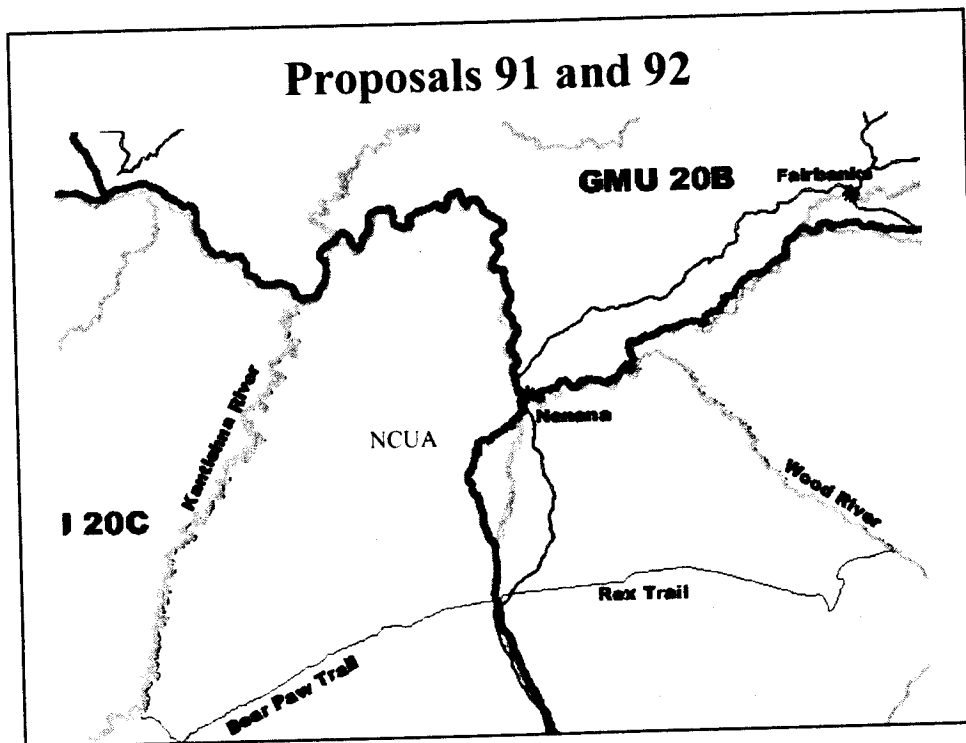 Proposals 91 and 92
GMU 20B
Fairbanks
Kantishna River
Nenana
NCUA
Wood River
I 20C
Rex Trail
Bear Paw Trail